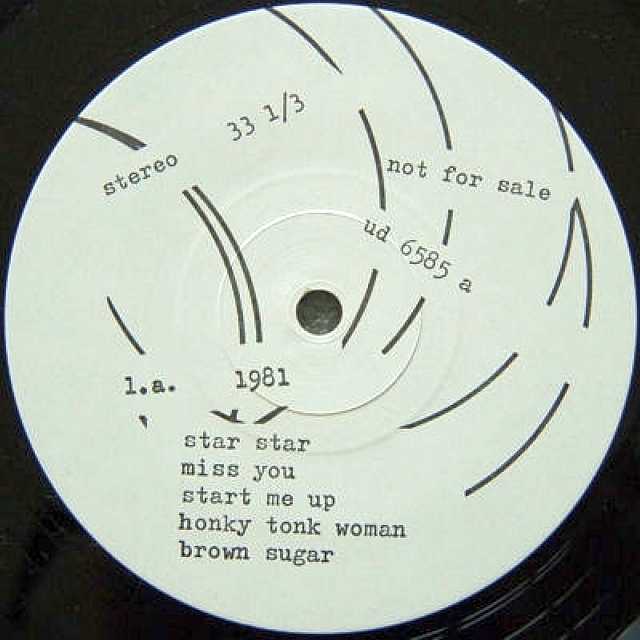 33 1/3
stereo
not for sale
ud 6585 a
l.a. 1981
star star
miss you
start me up
honky tonk woman
brown sugar